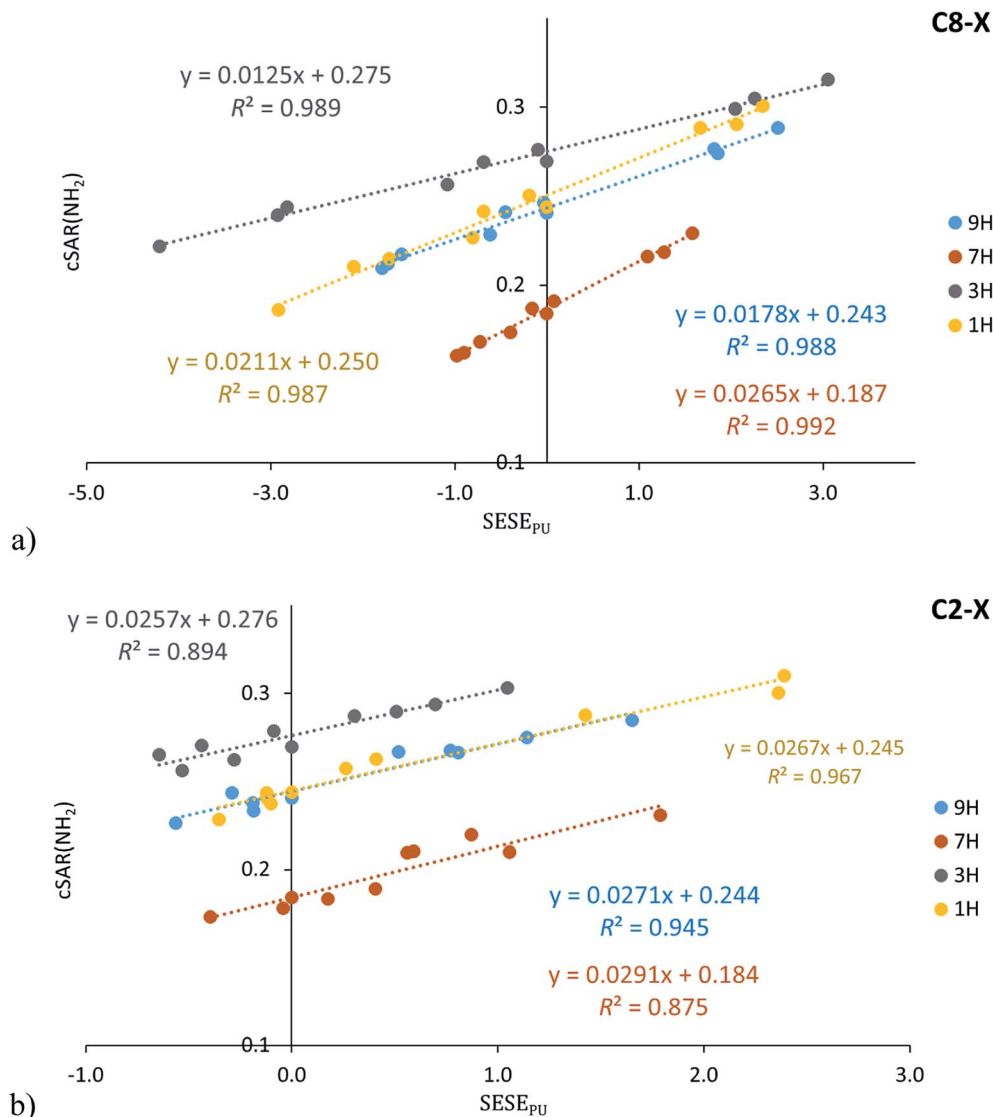 C8-X
y = 0.0125x + 0.275
R² = 0.989
0.3
cSAR(NH₂)
0.2
9H
7H
3H
1H
y = 0.0178x + 0.243
R² = 0.988
y = 0.0211x + 0.250
R² = 0.987
y = 0.0265x + 0.187
R² = 0.992
0.1
-5.0 -3.0 -1.0 1.0 3.0
SESE_PU
a)
C2-X
y = 0.0257x + 0.276
R² = 0.894
0.3
y = 0.0267x + 0.245
R² = 0.967
cSAR(NH₂)
0.2
9H
7H
3H
1H
y = 0.0271x + 0.244
R² = 0.945
y = 0.0291x + 0.184
R² = 0.875
0.1
-1.0 0.0 1.0 2.0 3.0
SESE_PU
b)